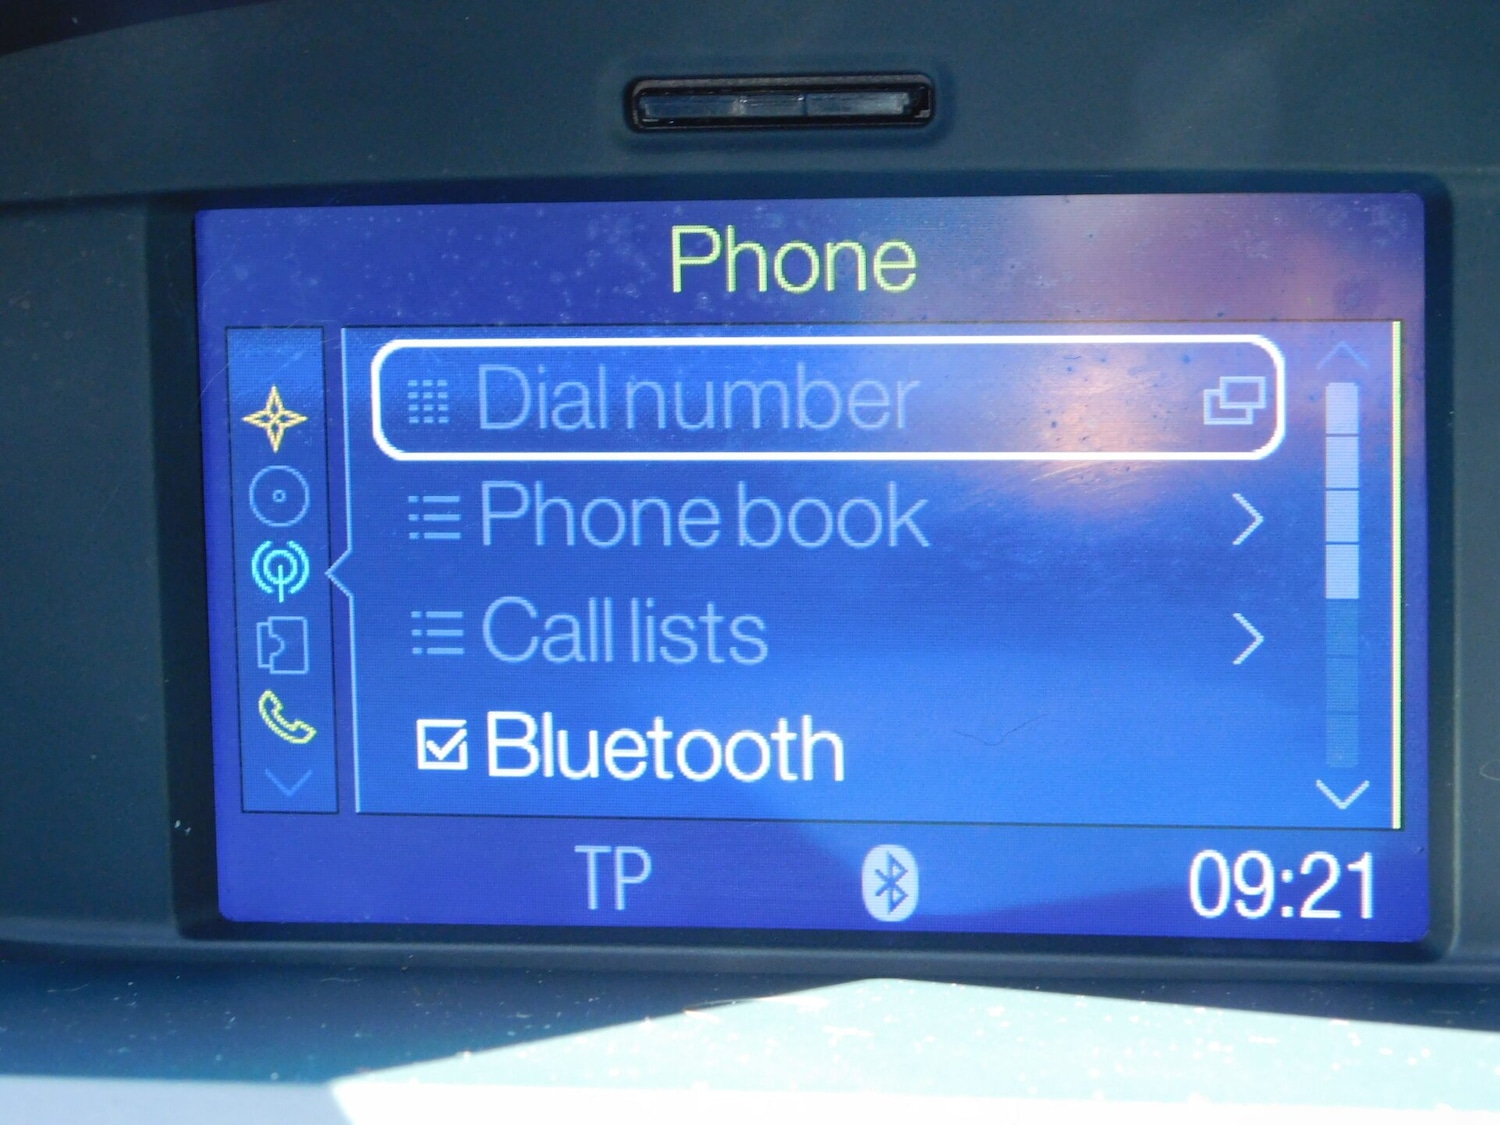 Phone
Dial number
Phone book
Call lists
Bluetooth
TP 09:21